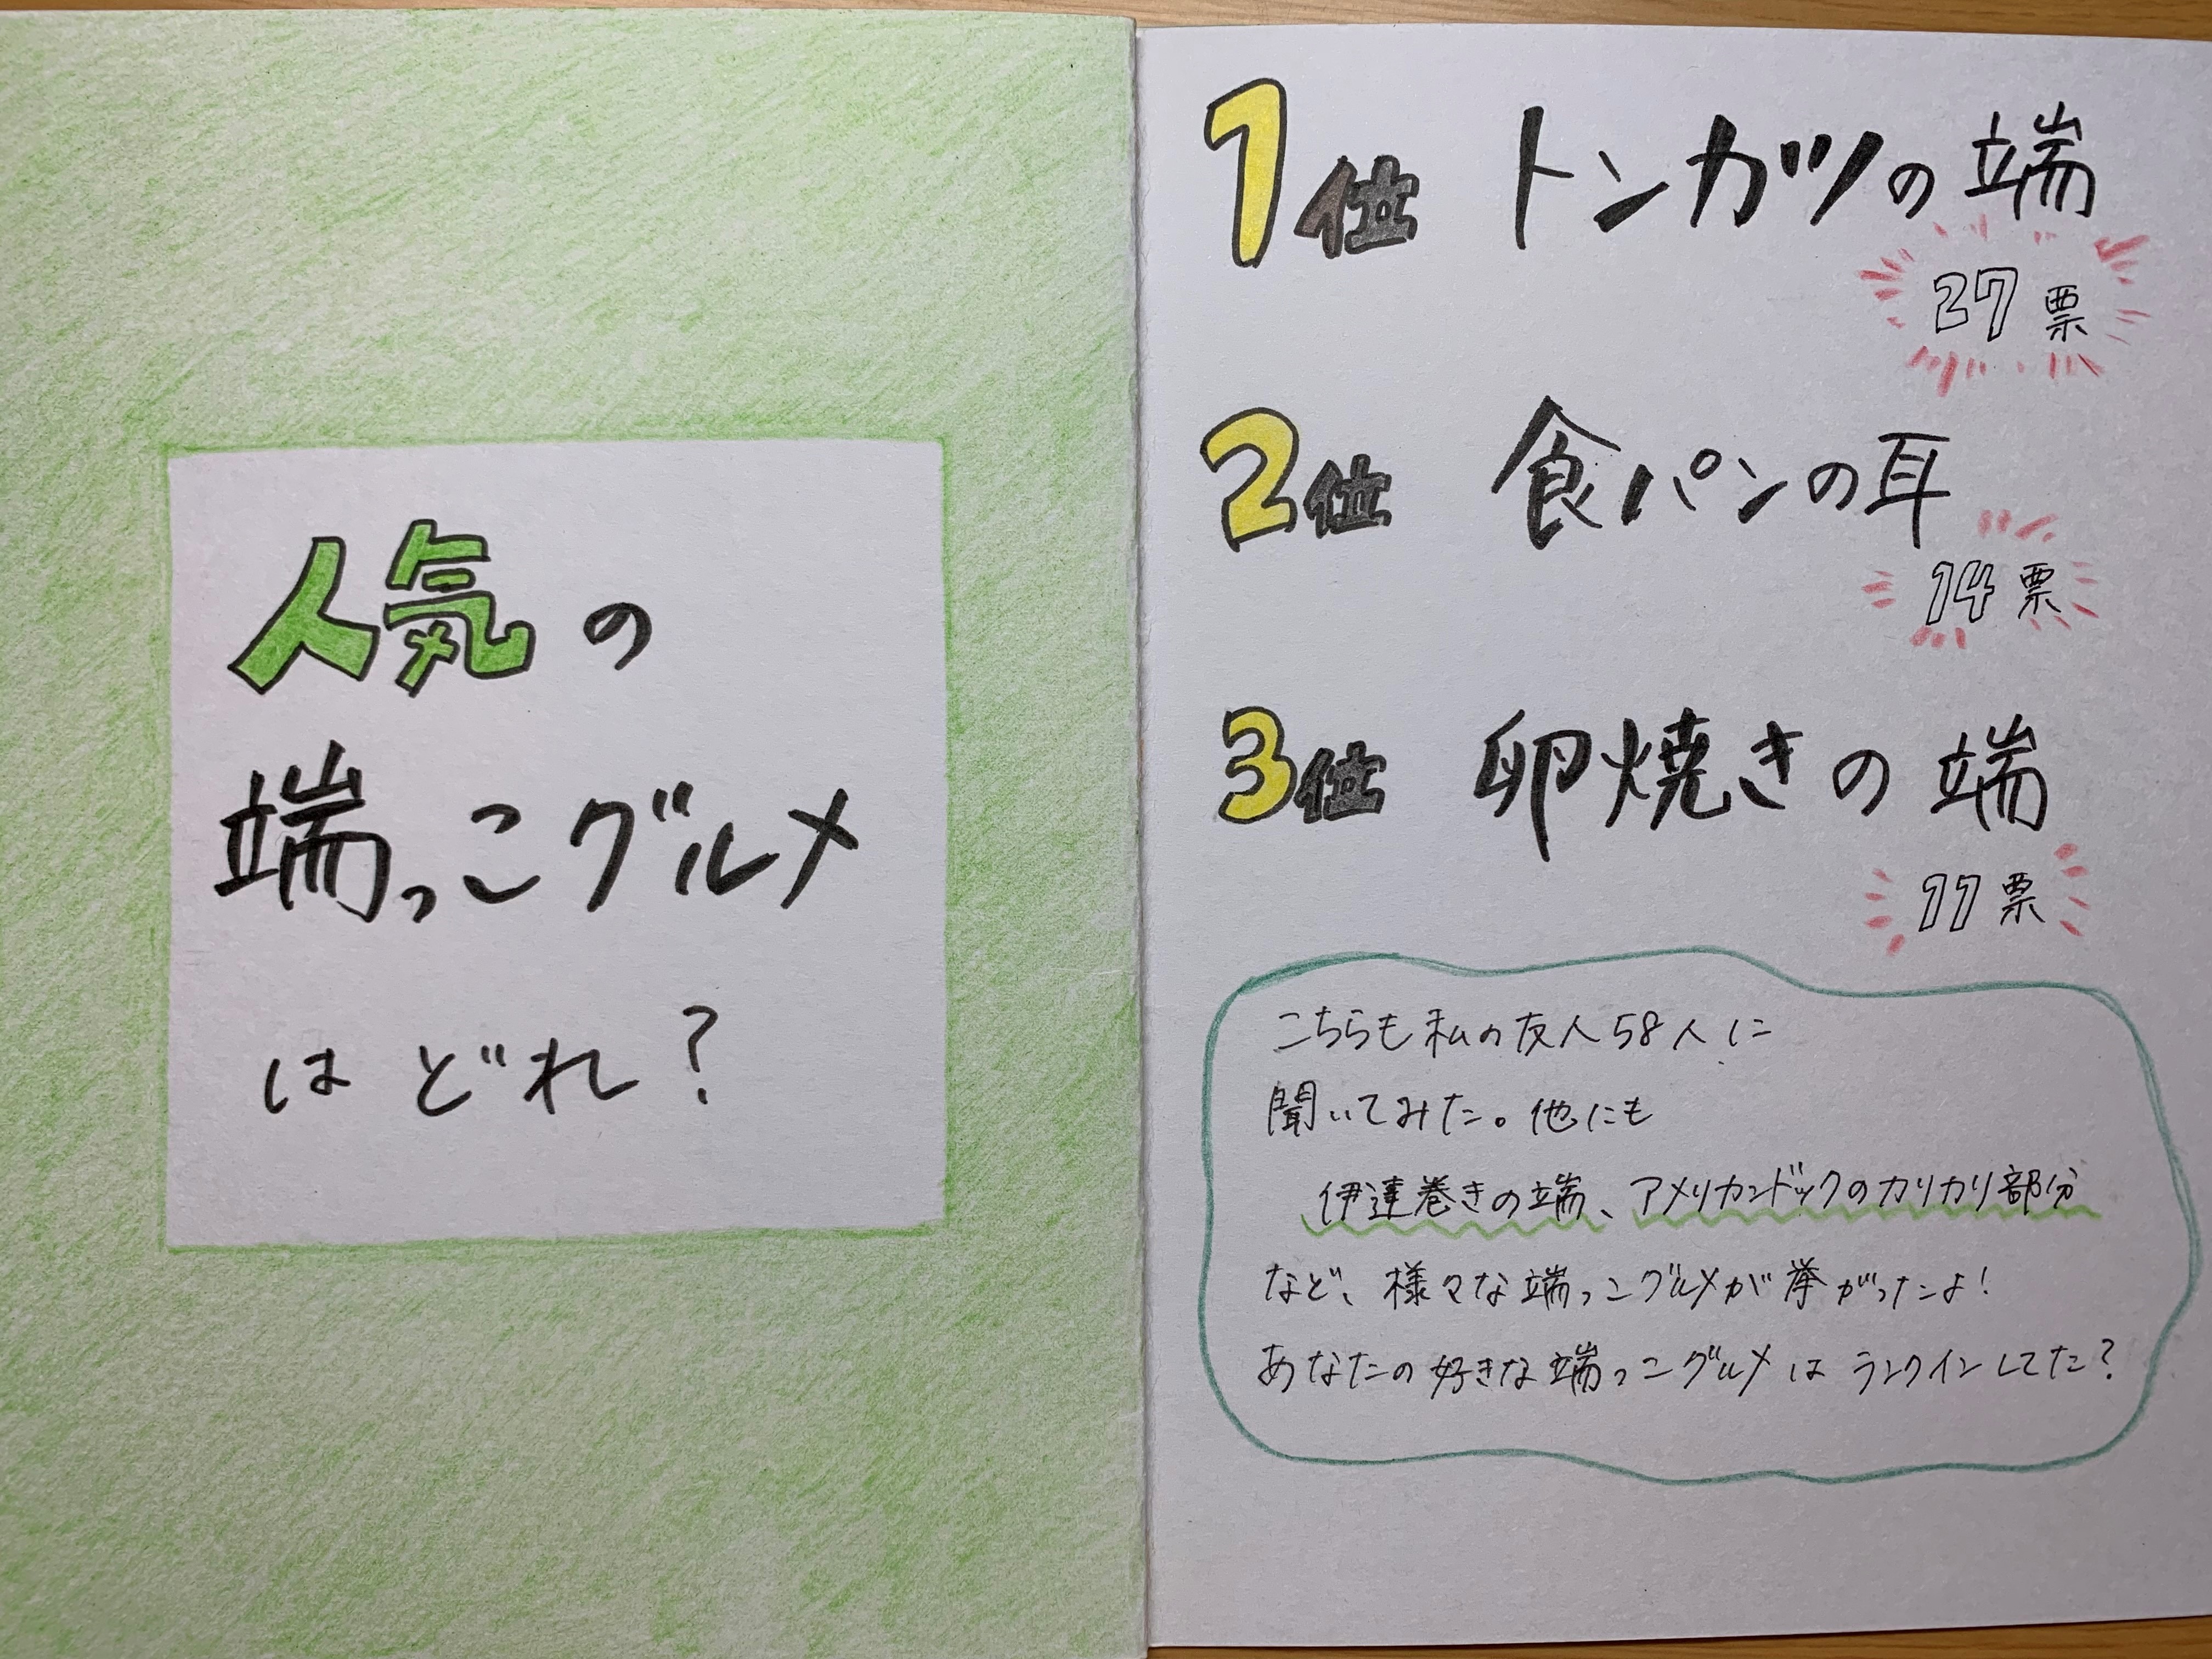 人気の
端っこグルメ
はどれ？
1位 トンカツの端
27票
2位 食パンの耳
14票
3位 卵焼きの端
11票
こちらも私の友人58人に
聞いてみた。他にも
伊達巻きの端、アメリカンドックのカリカリ部分
など、様々な端っこグルメが挙がったよ！
あなたの好きな端っこグルメはランクインしてた？